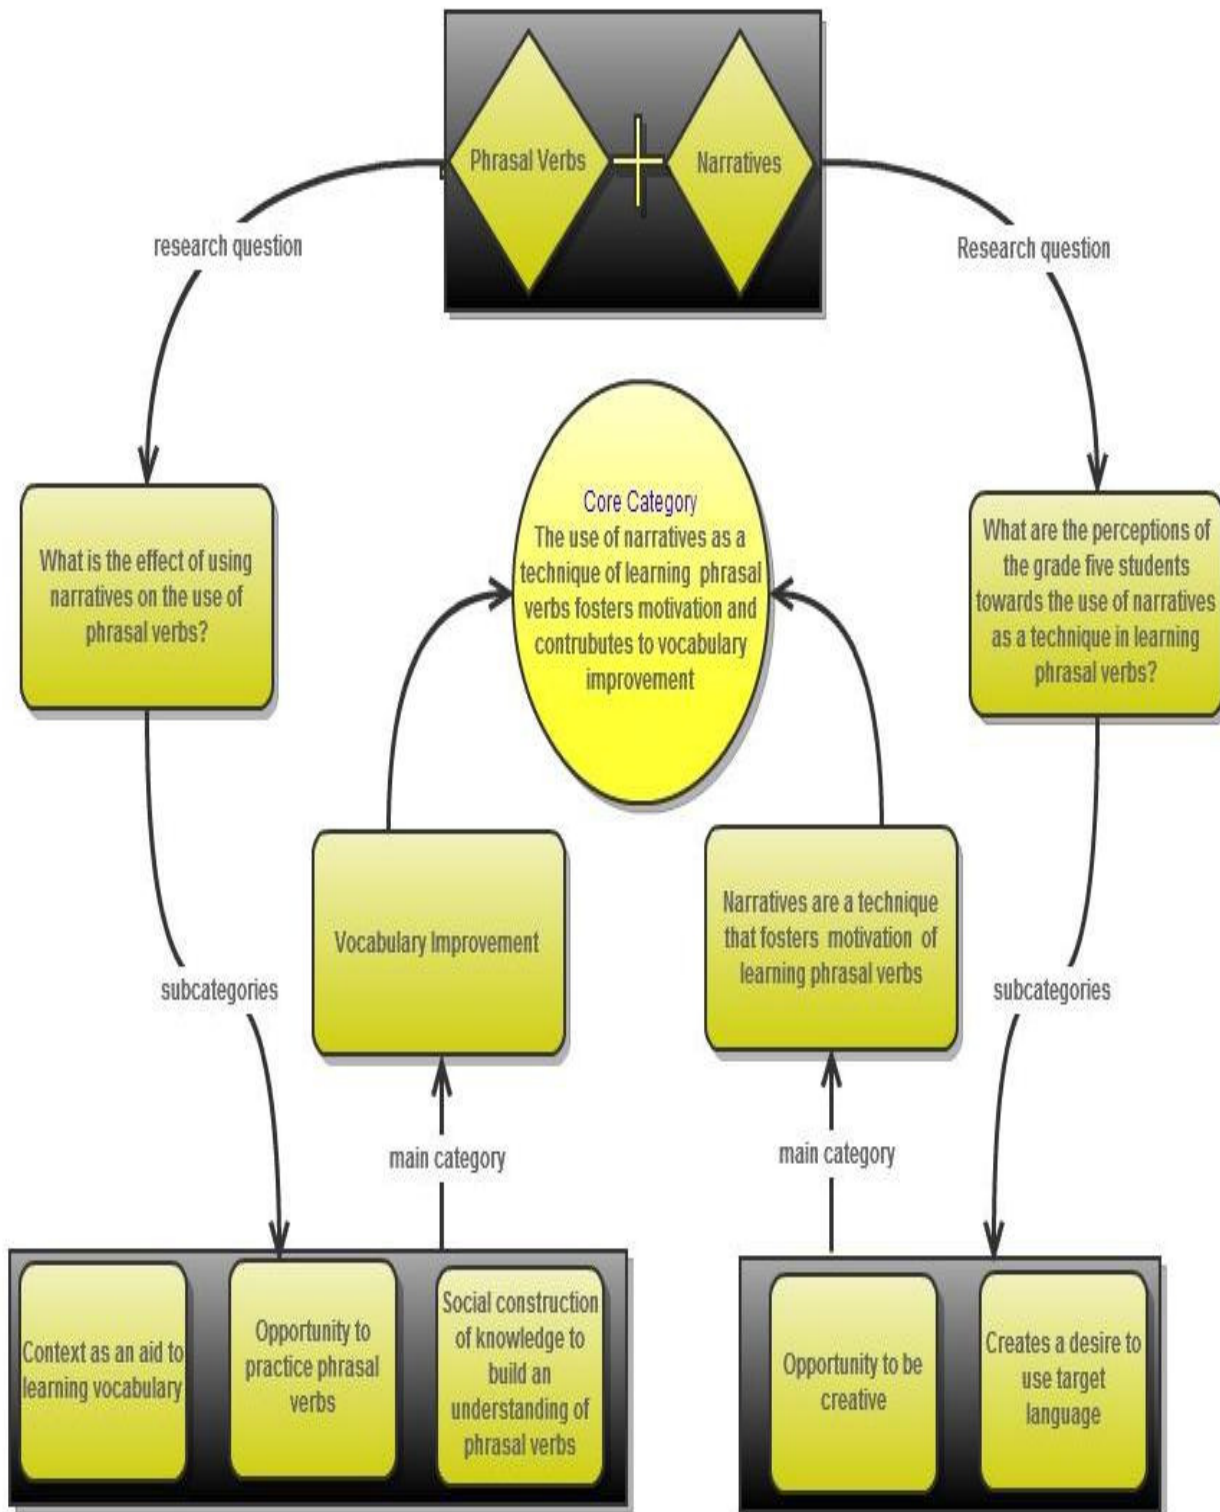 Phrasal Verbs
Narratives
research question
Research question
What is the effect of using
narratives on the use of
phrasal verbs?
Core Category
The use of narratives as a
technique of learning phrasal
verbs fosters motivation and
contrubutes to vocabulary
improvement
What are the perceptions of
the grade five students
towards the use of narratives
as a technique in learning
phrasal verbs?
Vocabulary Improvement
Narratives are a technique
that fosters motivation of
learning phrasal verbs
subcategories
subcategories
main category
main category
Context as an aid to
learning vocabulary
Opportunity to
practice phrasal
verbs
Social construction
of knowledge to
build an
understanding of
phrasal verbs
Opportunity to be
creative
Creates a desire to
use target
language